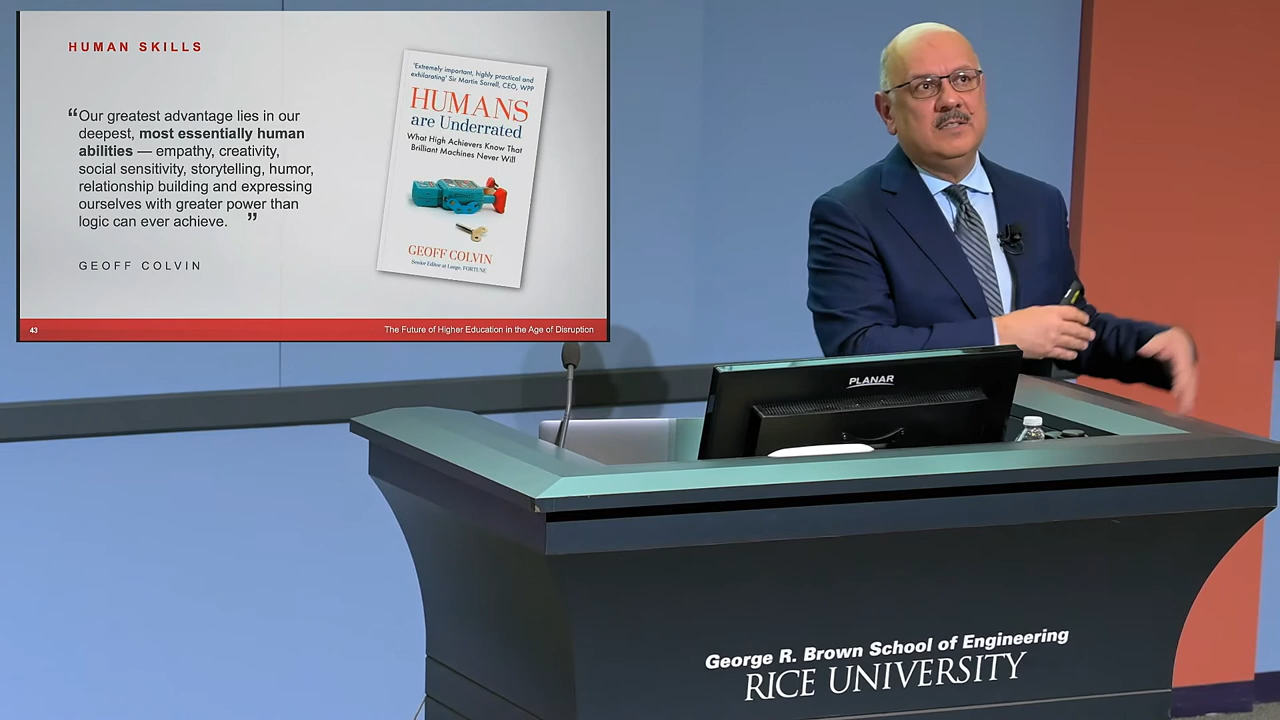 HUMAN SKILLS
“Our greatest advantage lies in our
deepest, most essentially human
abilities — empathy, creativity,
social sensitivity, storytelling, humor,
relationship building and expressing
ourselves with greater power than
logic can ever achieve. ”
GEOFF COLVIN
'Extremely important, highly practical and
exhilarating' Sir Martin Sorrell, CEO, WPP
HUMANS
are Underrated
What High Achievers Know That
Brilliant Machines Never Will
GEOFF COLVIN
Senior Editor at Large, FORTUNE
43
The Future of Higher Education in the Age of Disruption
PLANAR
George R. Brown School of Engineering
RICE UNIVERSITY